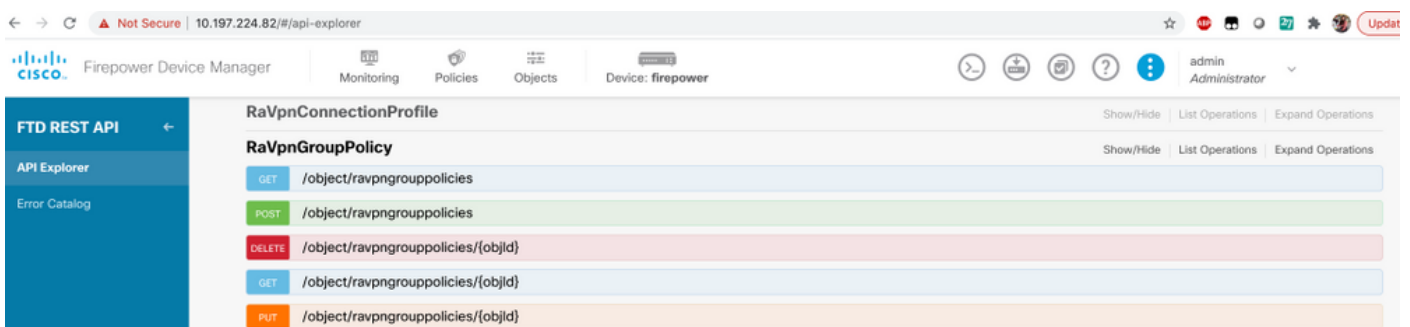 Not Secure | 10.197.224.82/#/api-explorer
ABP
27
Updat
CISCO
Firepower Device Manager
Monitoring
Policies
Objects
Device: firepower
admin
Administrator
FTD REST API
API Explorer
Error Catalog
RaVpnConnectionProfile
Show/Hide | List Operations | Expand Operations
RaVpnGroupPolicy
Show/Hide | List Operations | Expand Operations
GET /object/ravpngrouppolicies
POST /object/ravpngrouppolicies
DELETE /object/ravpngrouppolicies/{objId}
GET /object/ravpngrouppolicies/{objId}
PUT /object/ravpngrouppolicies/{objId}